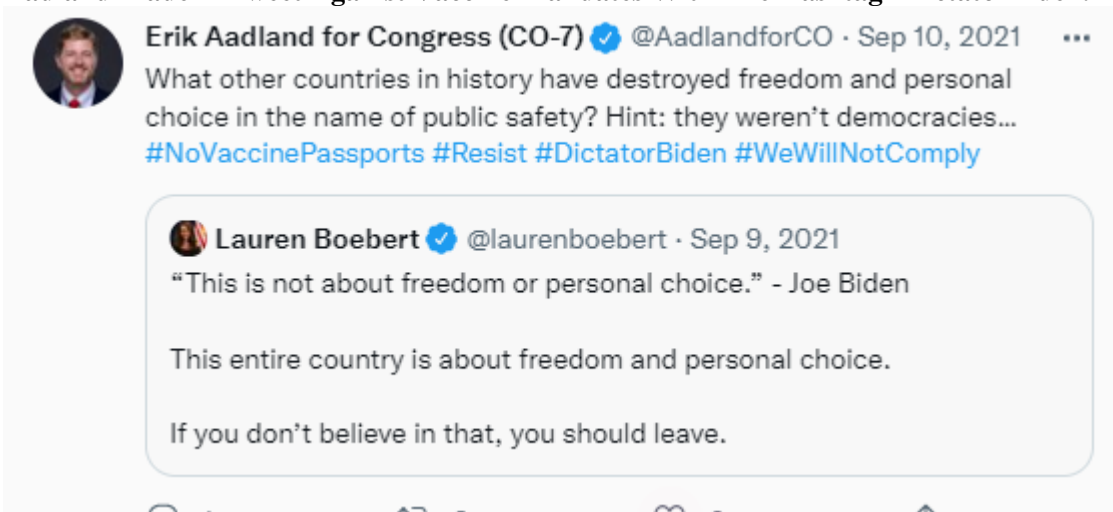 Erik Aadland for Congress (CO-7) @AadlandforCO · Sep 10, 2021 ...
What other countries in history have destroyed freedom and personal
choice in the name of public safety? Hint: they weren't democracies...
#NoVaccinePassports #Resist #DictatorBiden #WeWillNotComply
Lauren Boebert @laurenboebert · Sep 9, 2021
“This is not about freedom or personal choice.” - Joe Biden
This entire country is about freedom and personal choice.
If you don't believe in that, you should leave.